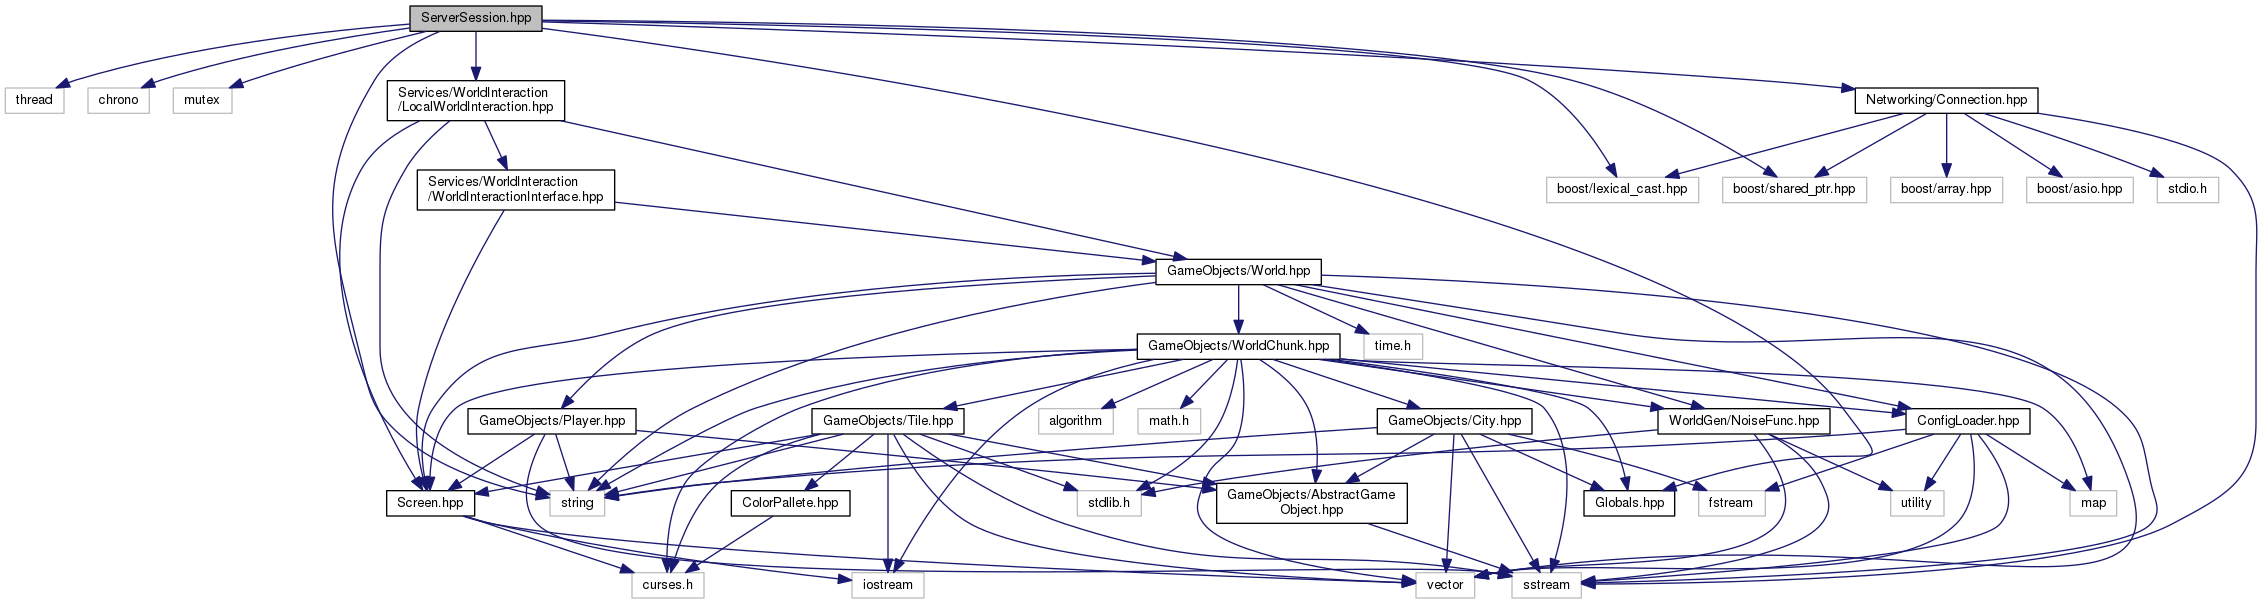 ServerSession.hpp
thread
chrono
mutex
Services/WorldInteraction
/LocalWorldInteraction.hpp
Networking/Connection.hpp
Services/WorldInteraction
/WorldInteractionInterface.hpp
boost/lexical_cast.hpp
boost/shared_ptr.hpp
boost/array.hpp
boost/asio.hpp
stdio.h
GameObjects/World.hpp
GameObjects/WorldChunk.hpp
time.h
GameObjects/Player.hpp
GameObjects/Tile.hpp
algorithm
math.h
GameObjects/City.hpp
WorldGen/NoiseFunc.hpp
ConfigLoader.hpp
Screen.hpp
string
ColorPallete.hpp
stdlib.h
GameObjects/AbstractGame
Object.hpp
Globals.hpp
fstream
utility
map
curses.h
iostream
vector
sstream